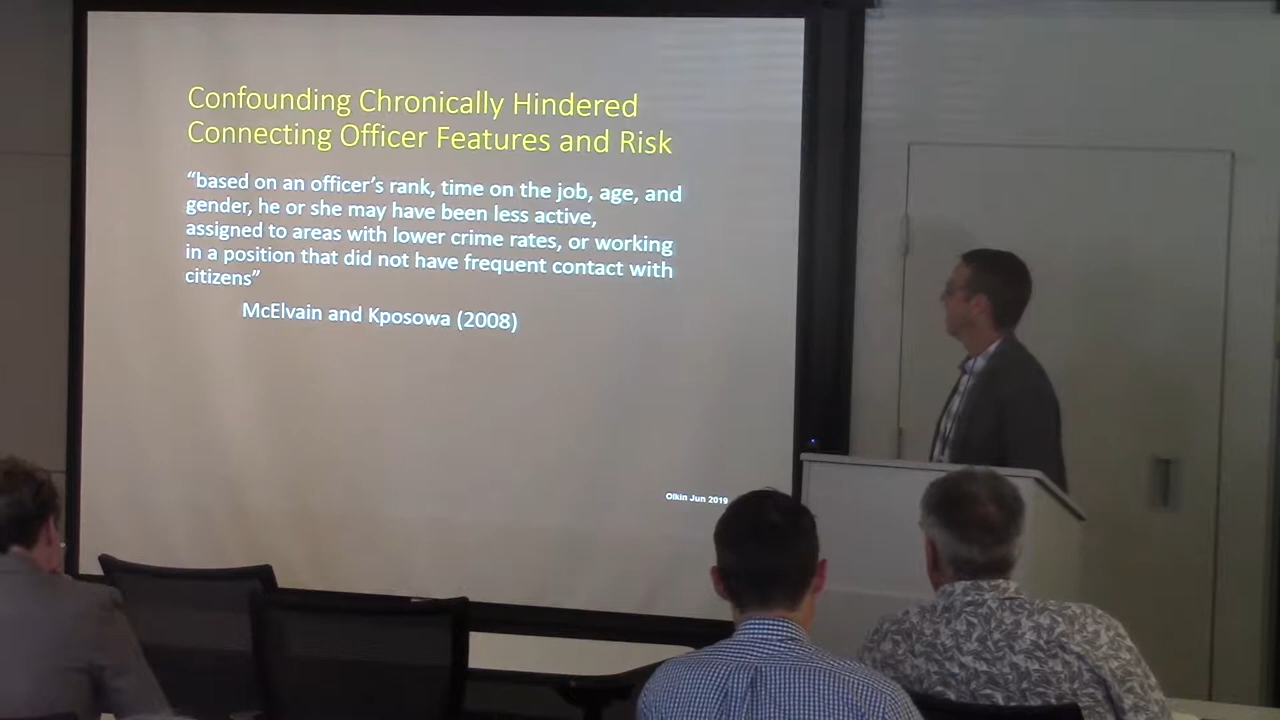 Confounding Chronically Hindered
Connecting Officer Features and Risk
“based on an officer’s rank, time on the job, age, and
gender, he or she may have been less active,
assigned to areas with lower crime rates, or working
in a position that did not have frequent contact with
citizens”
McElvain and Kposowa (2008)
Olkin Jun 2019